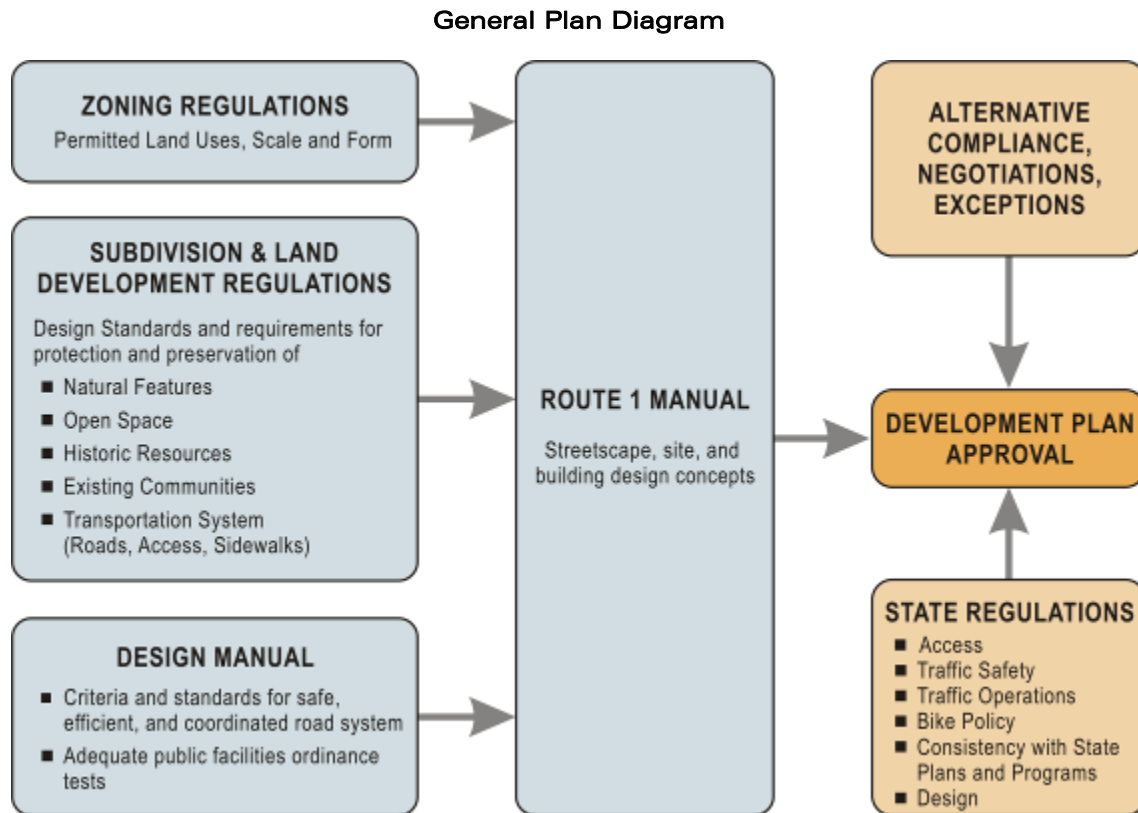 General Plan Diagram
ZONING REGULATIONS
Permitted Land Uses, Scale and Form
SUBDIVISION & LAND
DEVELOPMENT REGULATIONS
Design Standards and requirements for
protection and preservation of
■ Natural Features
■ Open Space
■ Historic Resources
■ Existing Communities
■ Transportation System
(Roads, Access, Sidewalks)
DESIGN MANUAL
■ Criteria and standards for safe,
efficient, and coordinated road system
■ Adequate public facilities ordinance
tests
ROUTE 1 MANUAL
Streetscape, site, and
building design concepts
ALTERNATIVE
COMPLIANCE,
NEGOTIATIONS,
EXCEPTIONS
DEVELOPMENT PLAN
APPROVAL
STATE REGULATIONS
■ Access
■ Traffic Safety
■ Traffic Operations
■ Bike Policy
■ Consistency with State
Plans and Programs
■ Design